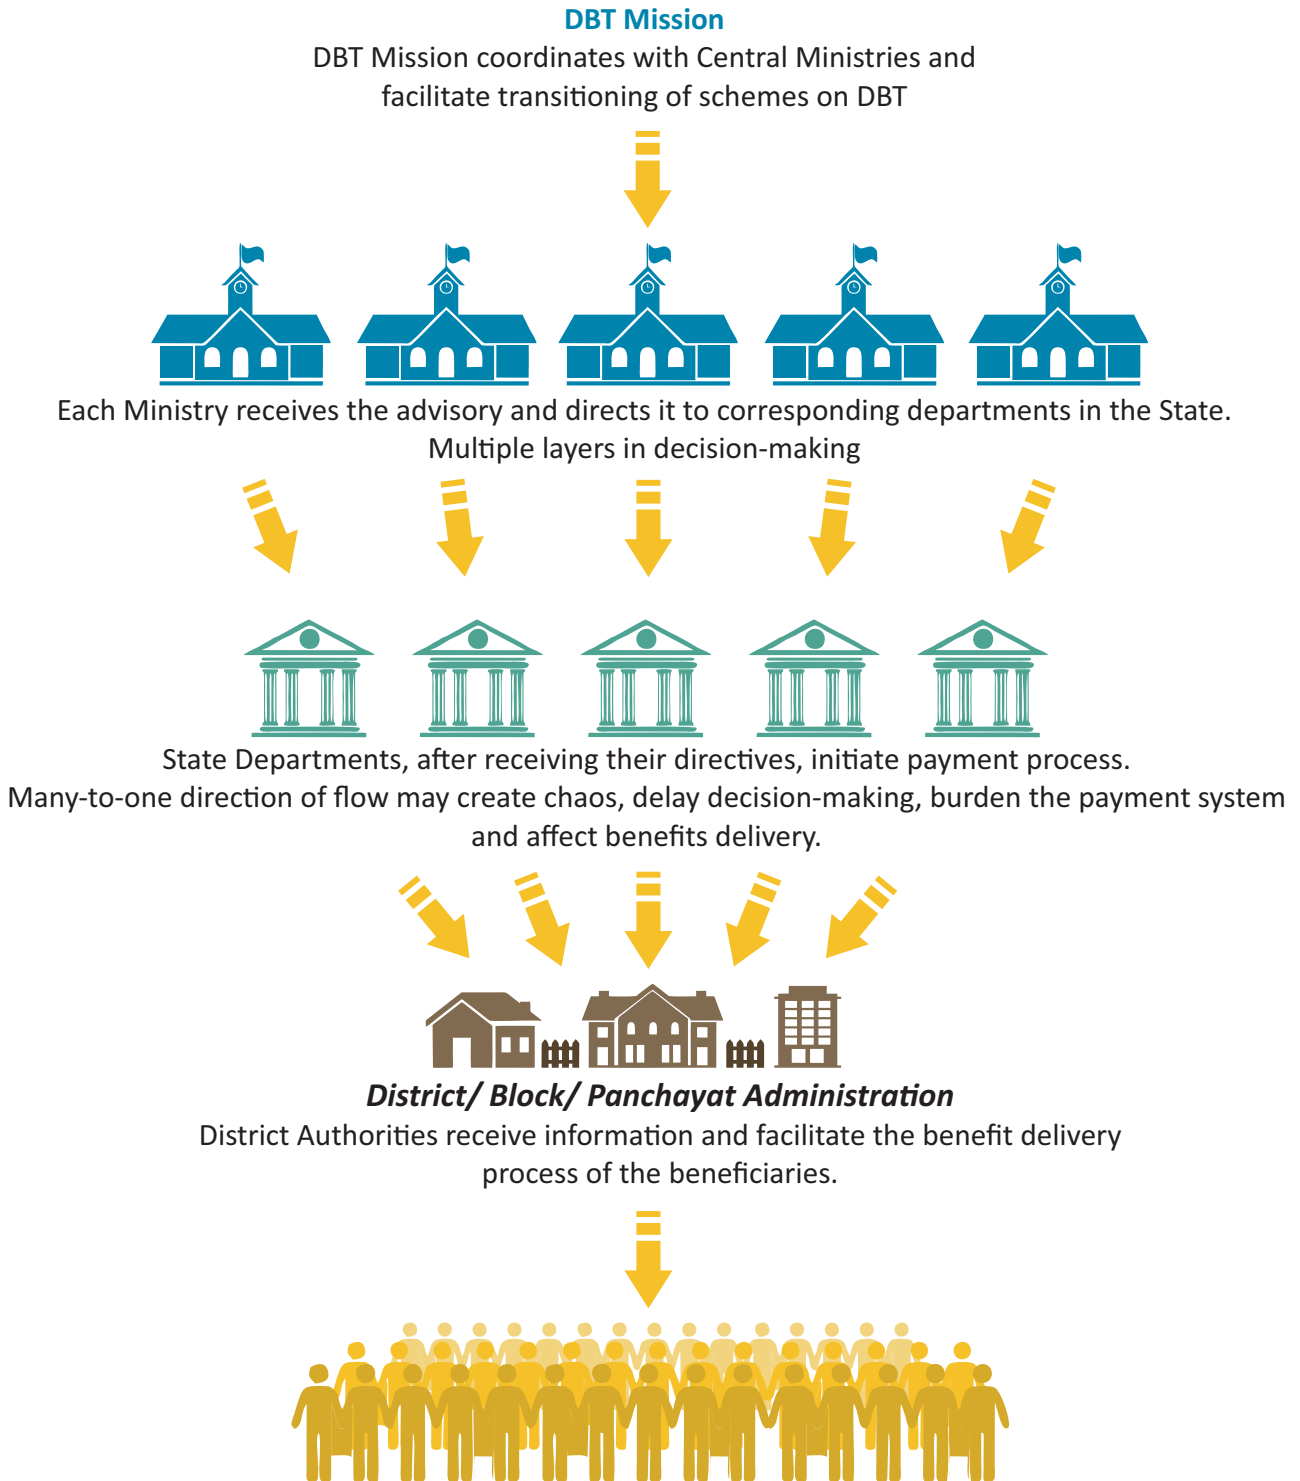 DBT Mission
DBT Mission coordinates with Central Ministries and
facilitate transitioning of schemes on DBT
Each Ministry receives the advisory and directs it to corresponding departments in the State.
Multiple layers in decision-making
State Departments, after receiving their directives, initiate payment process.
Many-to-one direction of flow may create chaos, delay decision-making, burden the payment system
and affect benefits delivery.
District/ Block/ Panchayat Administration
District Authorities receive information and facilitate the benefit delivery
process of the beneficiaries.